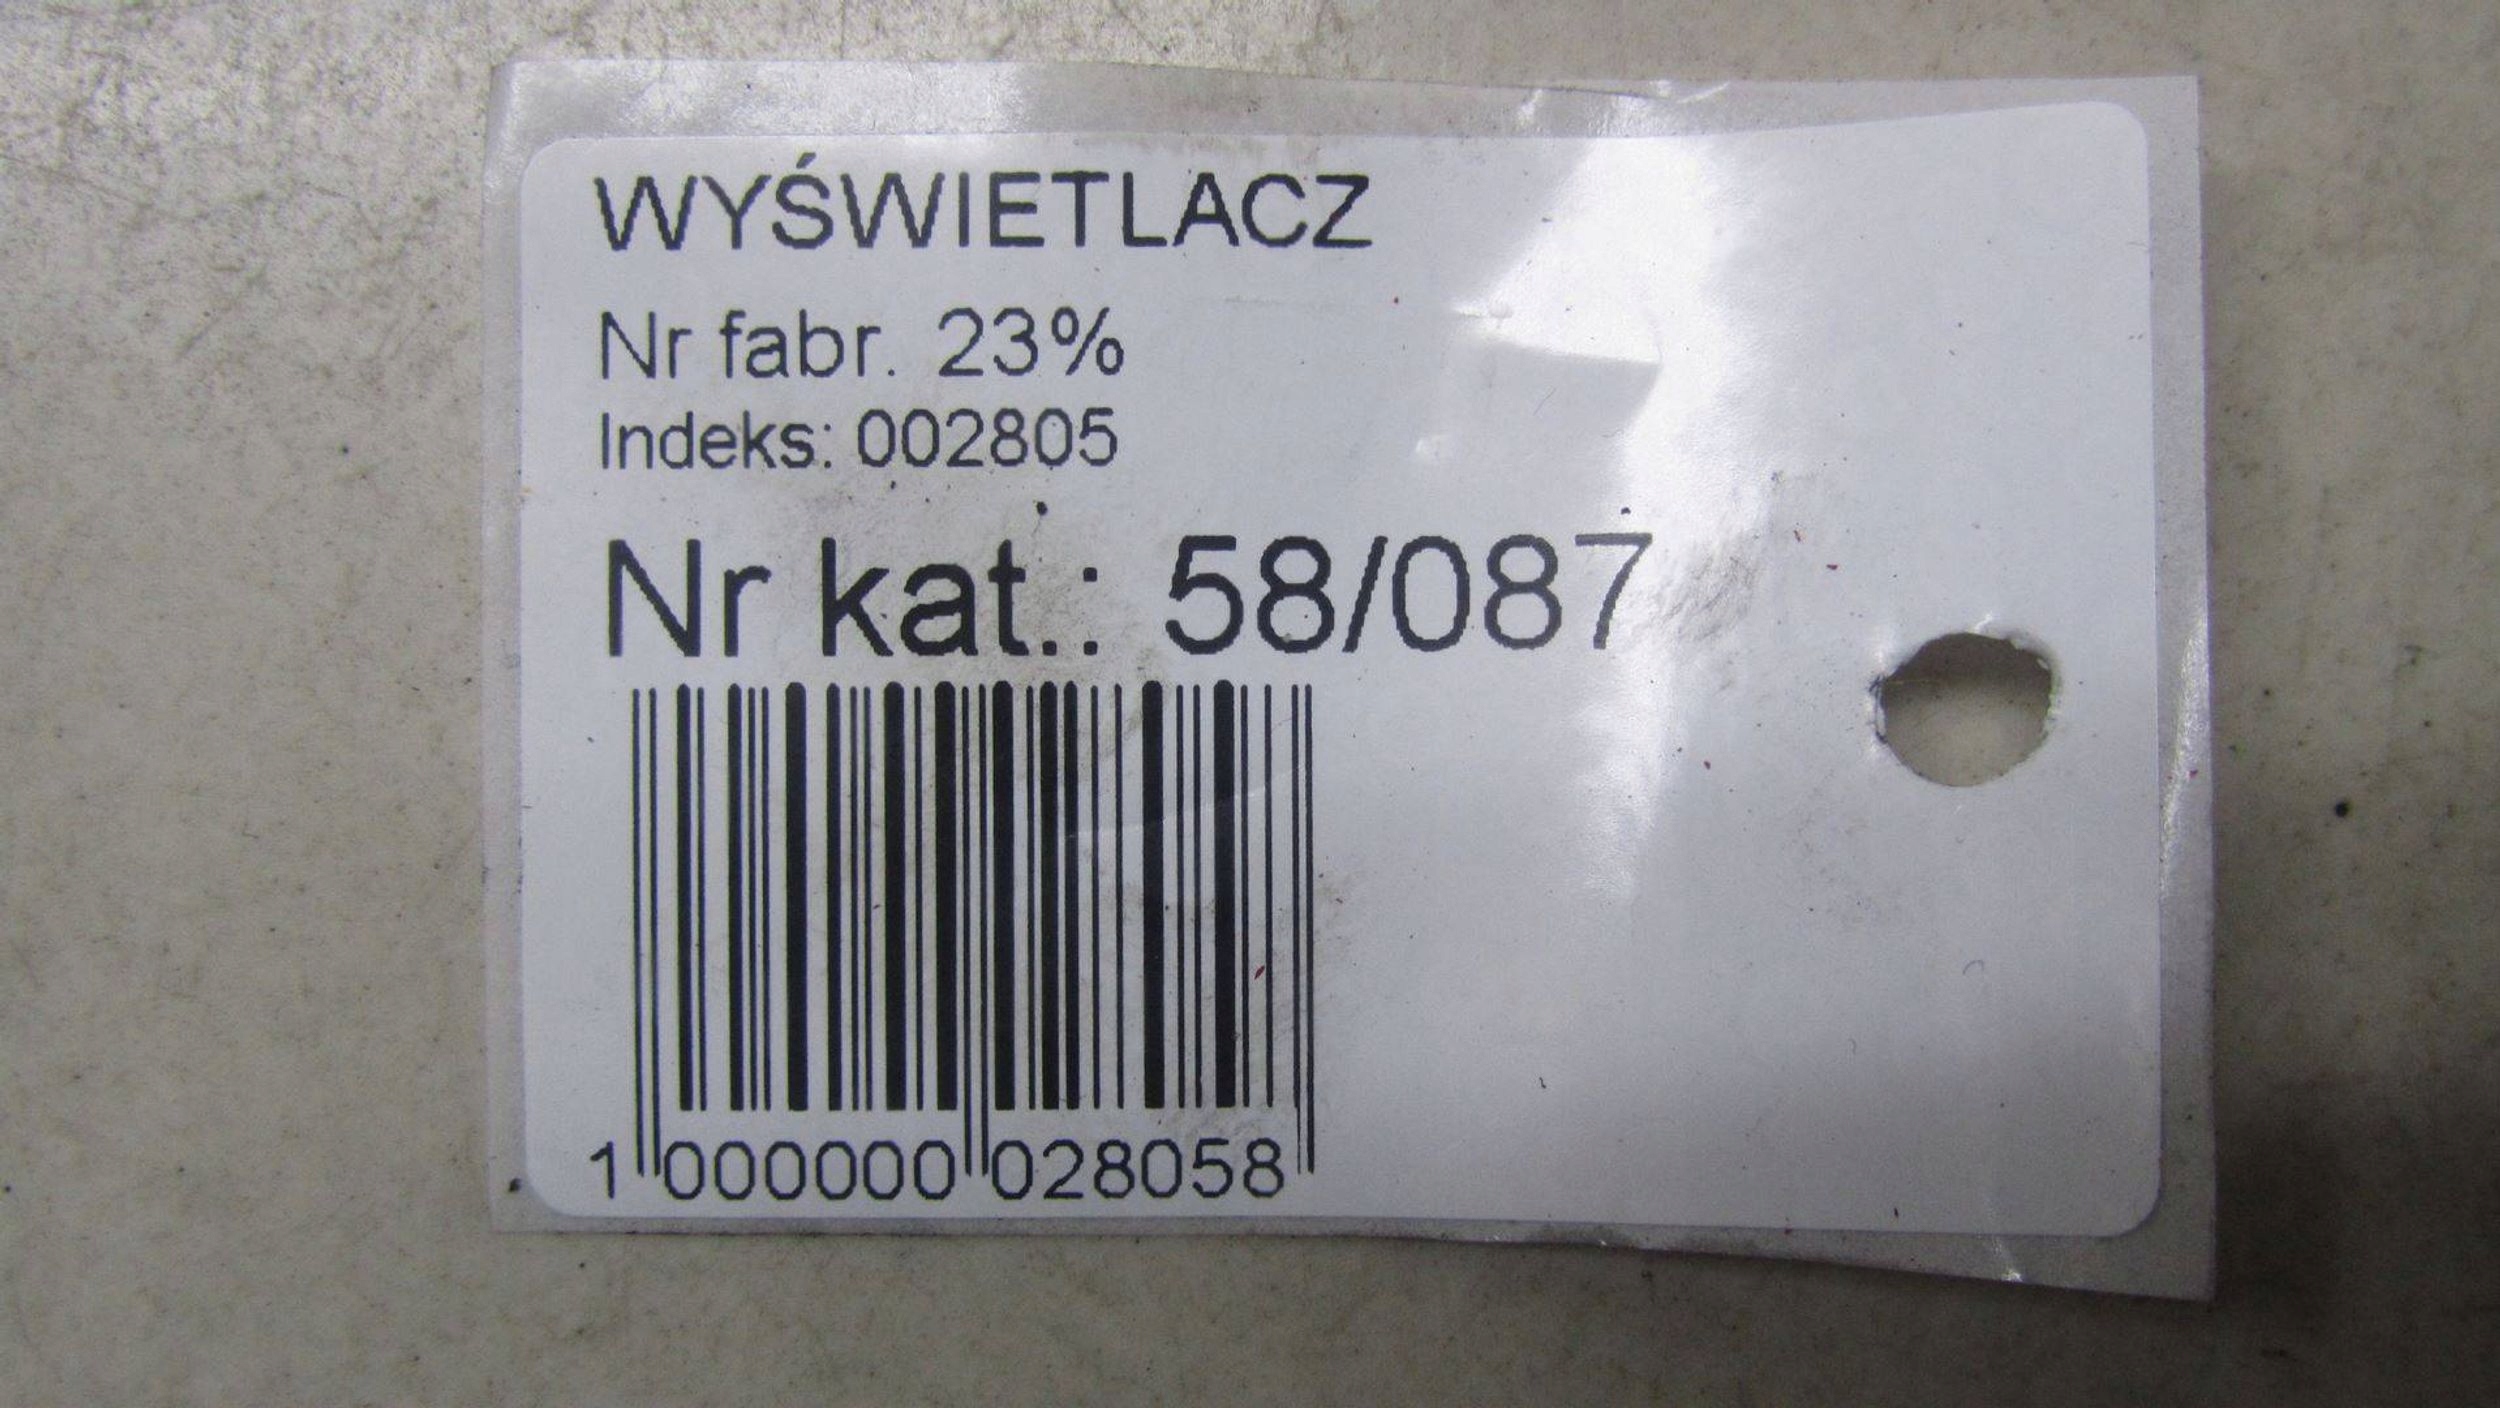 WYŚWIETLACZ
Nr fabr. 23%
Indeks: 002805
Nr kat.: 58/087
1 000000 028058